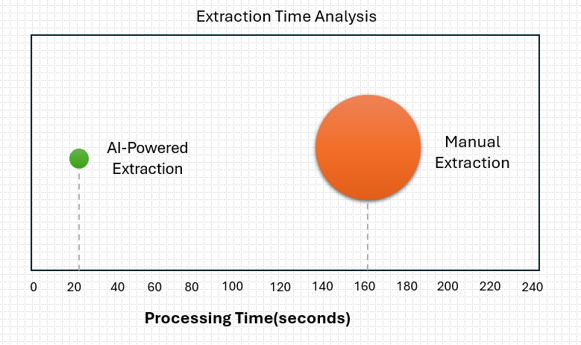 Extraction Time Analysis
AI-Powered
Extraction
Manual
Extraction
0 20 40 60 80 100 120 140 160 180 200 220 240
Processing Time(seconds)